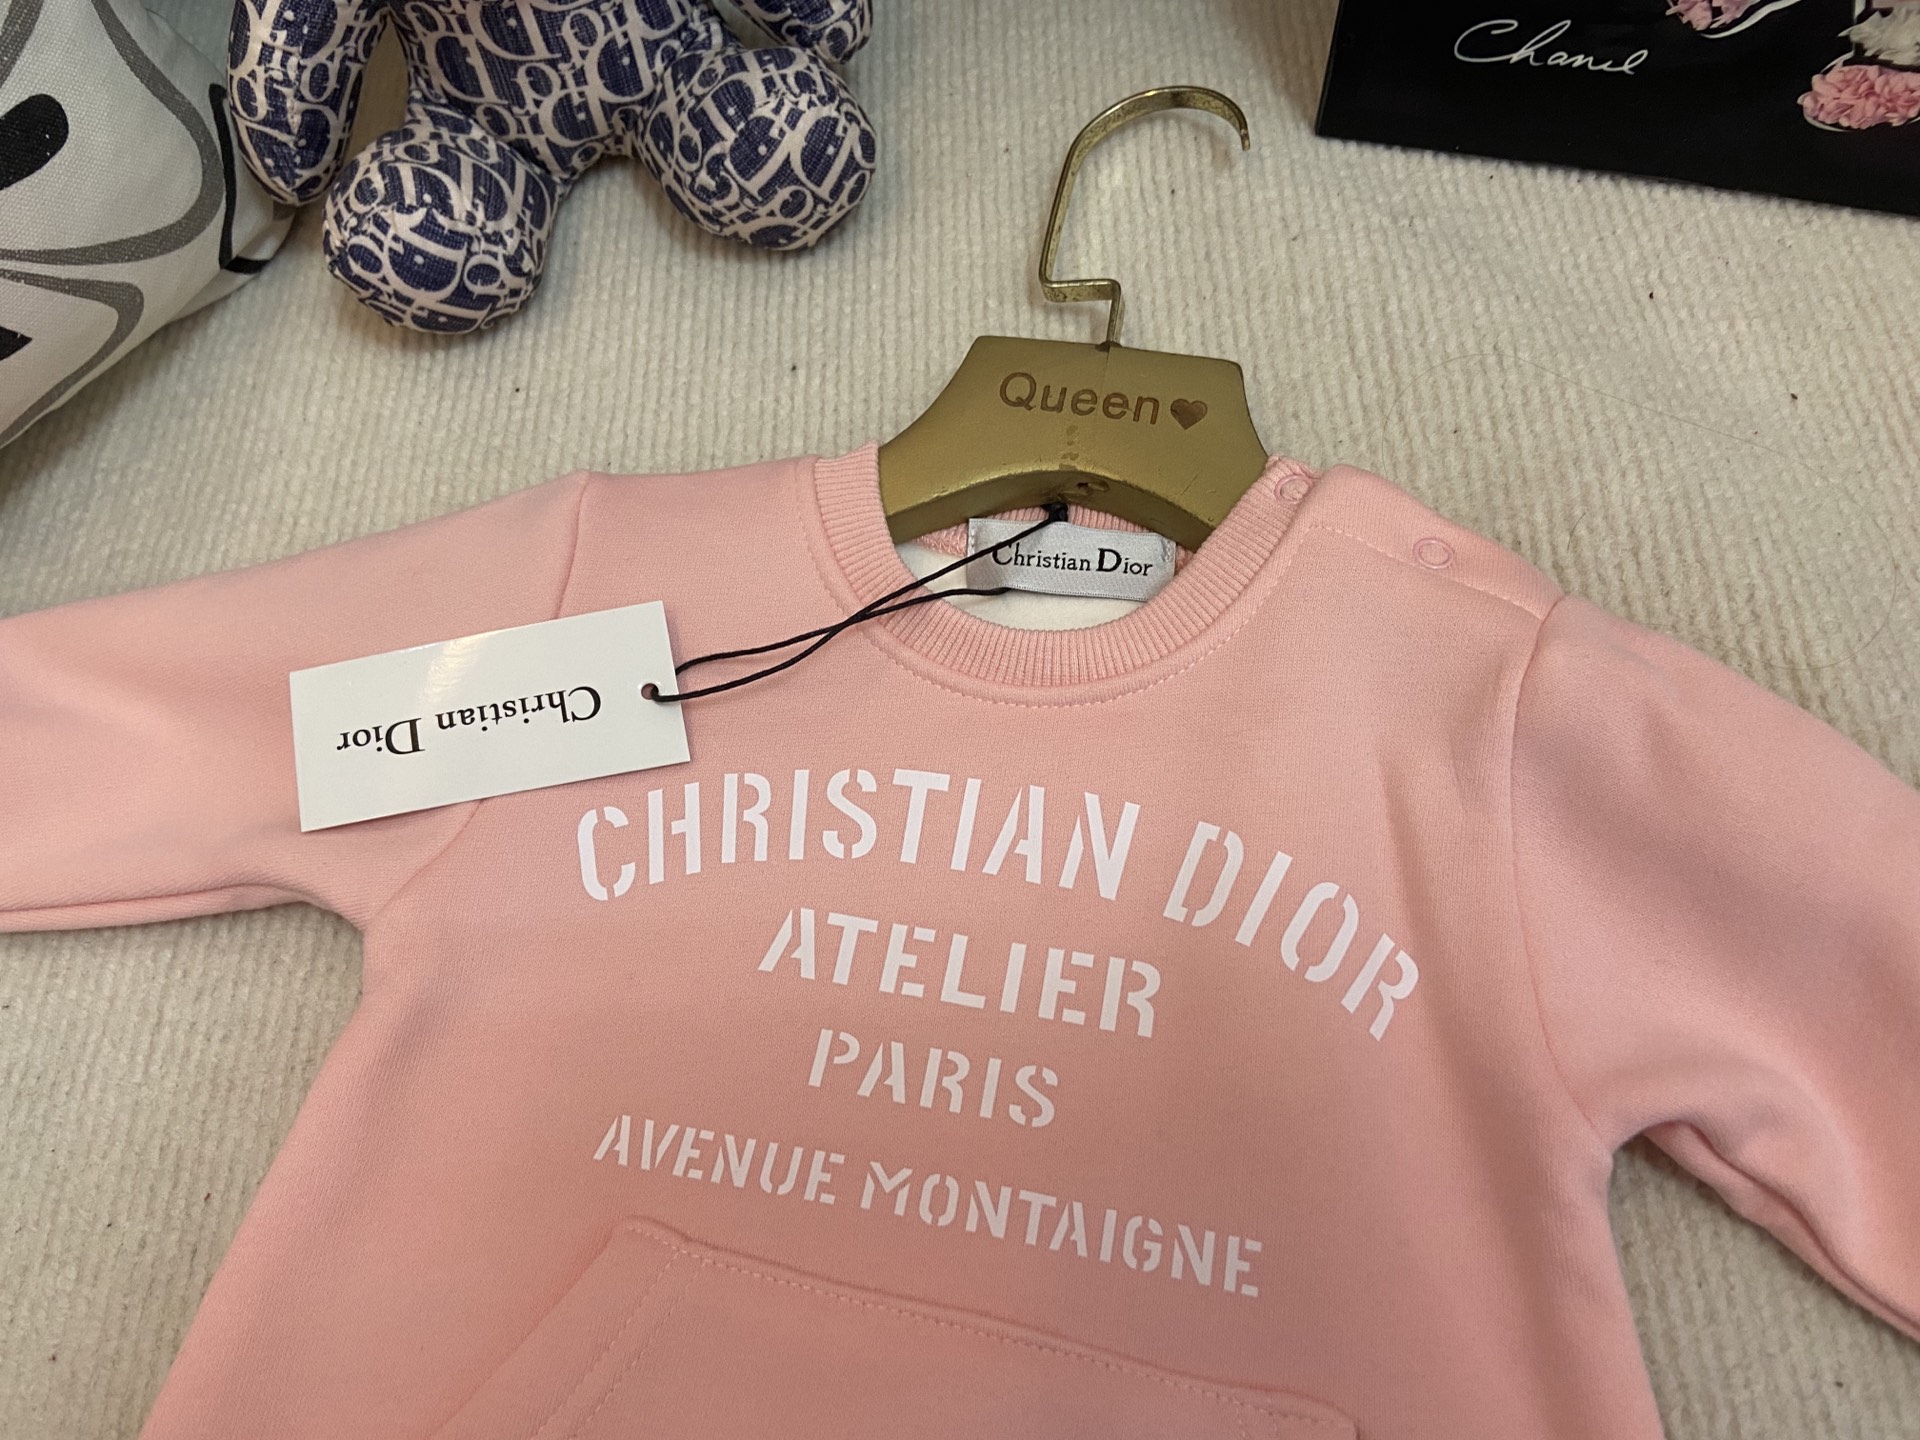 Chanel
Queen
Christian Dior
Christian Dior
CHRISTIAN DIOR
ATELIER
PARIS
AVENUE MONTAIGNE